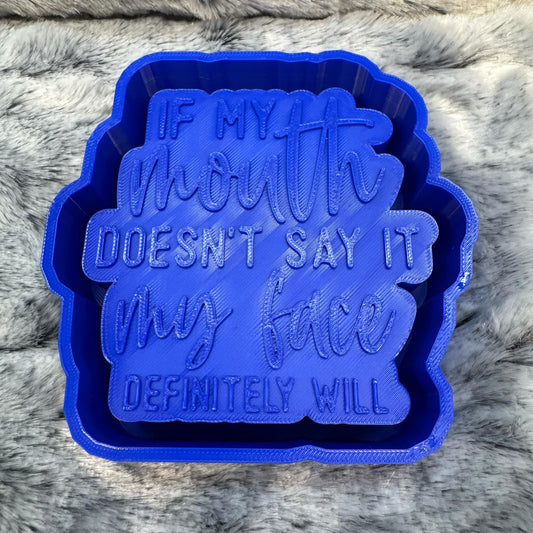 IF MY
mouth
DOESN'T SAY IT
my face
DEFINITELY WILL